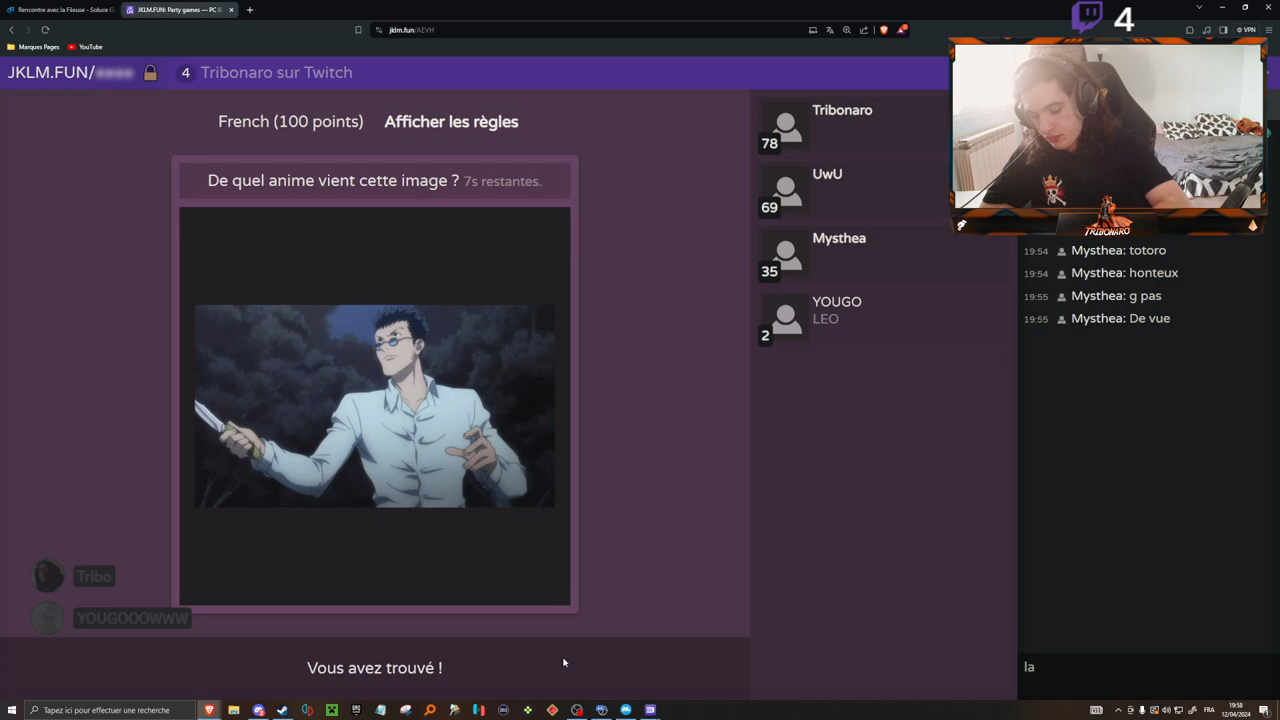 Rencontre avec la Fileuse - Soluce G
JKLM.FUN: Party games — PC &
4
jklm.fun/AEVH
VPN
Marques Pages
YouTube
JKLM.FUN/
4 Tribonaro sur Twitch
French (100 points) Afficher les règles
De quel anime vient cette image ? 7s restantes.
Tribonaro
78
UwU
69
Mysthea
35
YOUGO
LEO
2
TRIBONARO
19:54 Mysthea: totoro
19:54 Mysthea: honteux
19:55 Mysthea: g pas
19:55 Mysthea: De vue
Tribo
YOUGOOOWWW
Vous avez trouvé !
la
Tapez ici pour effectuer une recherche
FRA
19:58
12/04/2024